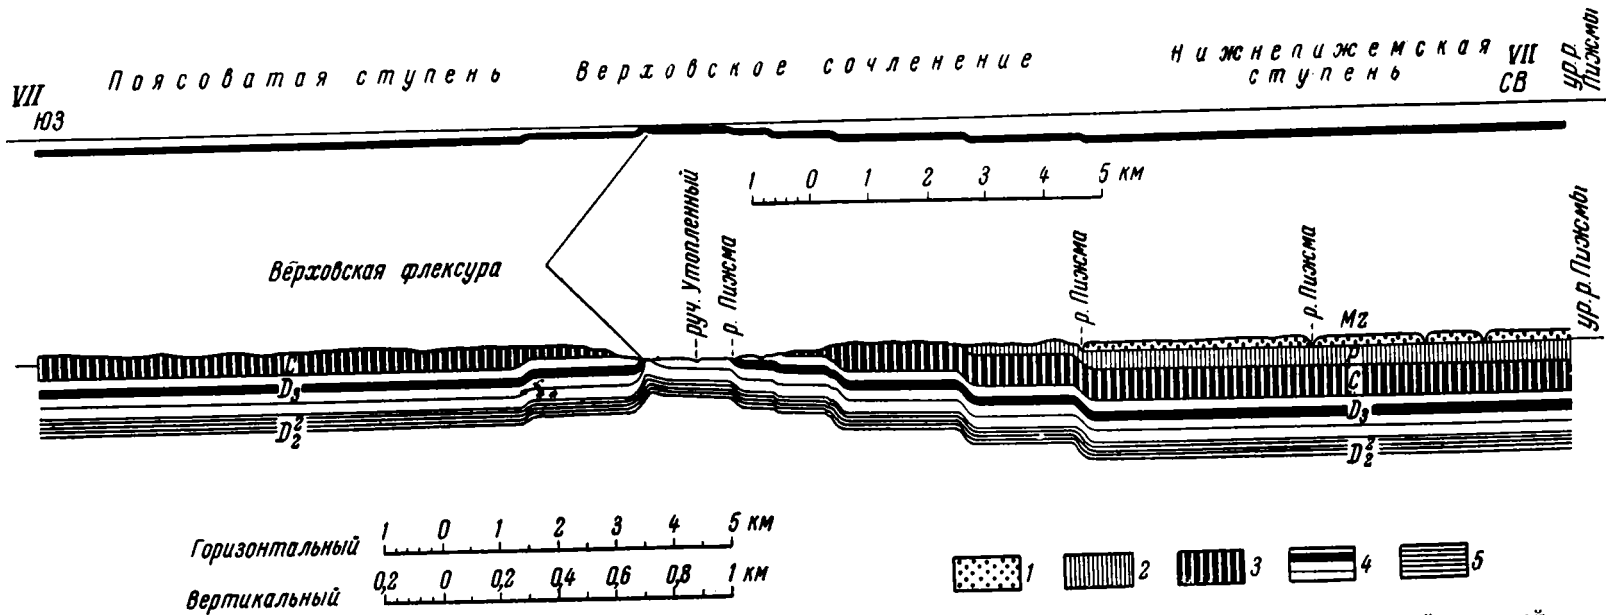 Поясоватая ступень
Верховское сочленение
Нижнепижемская
ступень
VII
ЮЗ
VII
СВ
ур. р.
Пижмы
1 0 1 2 3 4 5 км
Верховская флексура
руч. Утопленный
р. Пижма
р. Пижма
р. Пижма
ур. р. Пижмы
Mz
P
C
C
D3
D3
D2²
D2²
Горизонтальный
1 0 1 2 3 4 5 км
Вертикальный
0,2 0 0,2 0,4 0,6 0,8 1 км
1 2 3 4 5